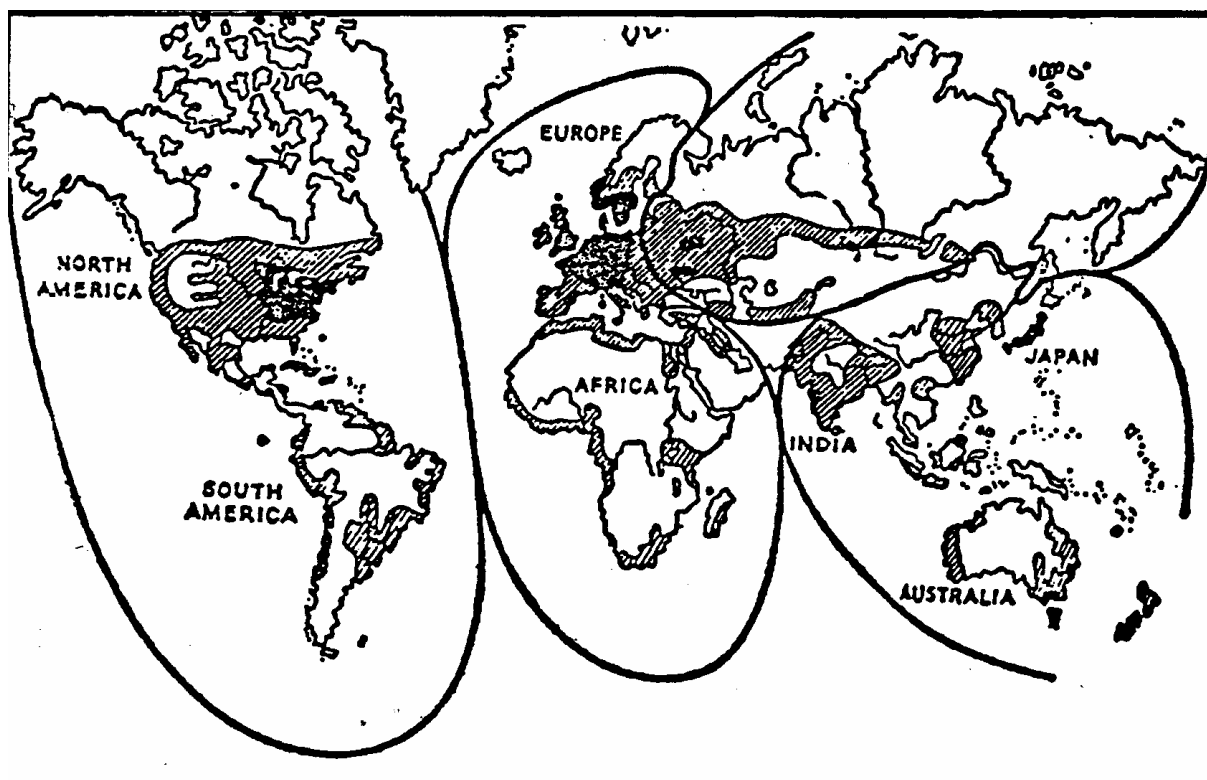 EUROPE
NORTH
AMERICA
JAPAN
AFRICA
INDIA
SOUTH
AMERICA
AUSTRALIA